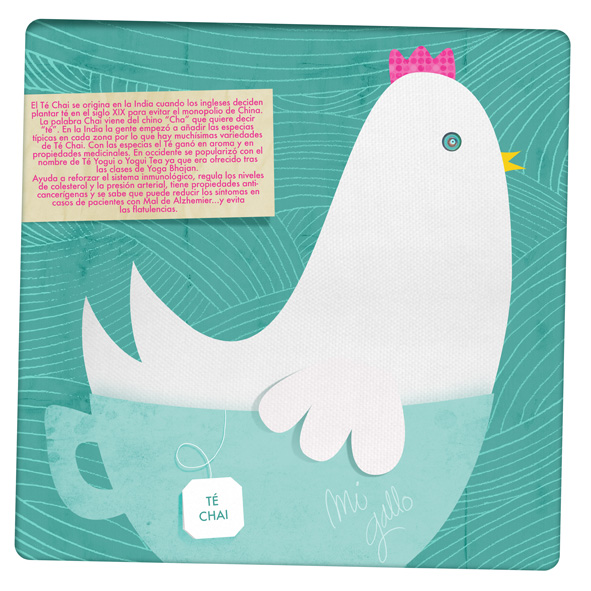 El Té Chai se origina en la India cuando los ingleses deciden
plantar té en el siglo XIX para evitar el monopolio de China.
La palabra Chai viene del chino "Cha" que quiere decir
"té". En la India la gente empezó a añadir las especias
típicas en cada zona por lo que hay muchísimas variedades
de Té Chai. Con las especias el Té ganó en aroma y en
propiedades medicinales. En occidente se popularizó con el
nombre de Té Yogui o Yogui Tea ya que era ofrecido tras
las clases de Yoga Bhajan.
Ayuda a reforzar el sistema inmunológico, regula los niveles
de colesterol y la presión arterial, tiene propiedades anti-
cancerígenas y se sabe que puede reducir los síntomas en
casos de pacientes con Mal de Alzhemier...y evita
las flatulencias.
TÉ
CHAI
Mi
gallo